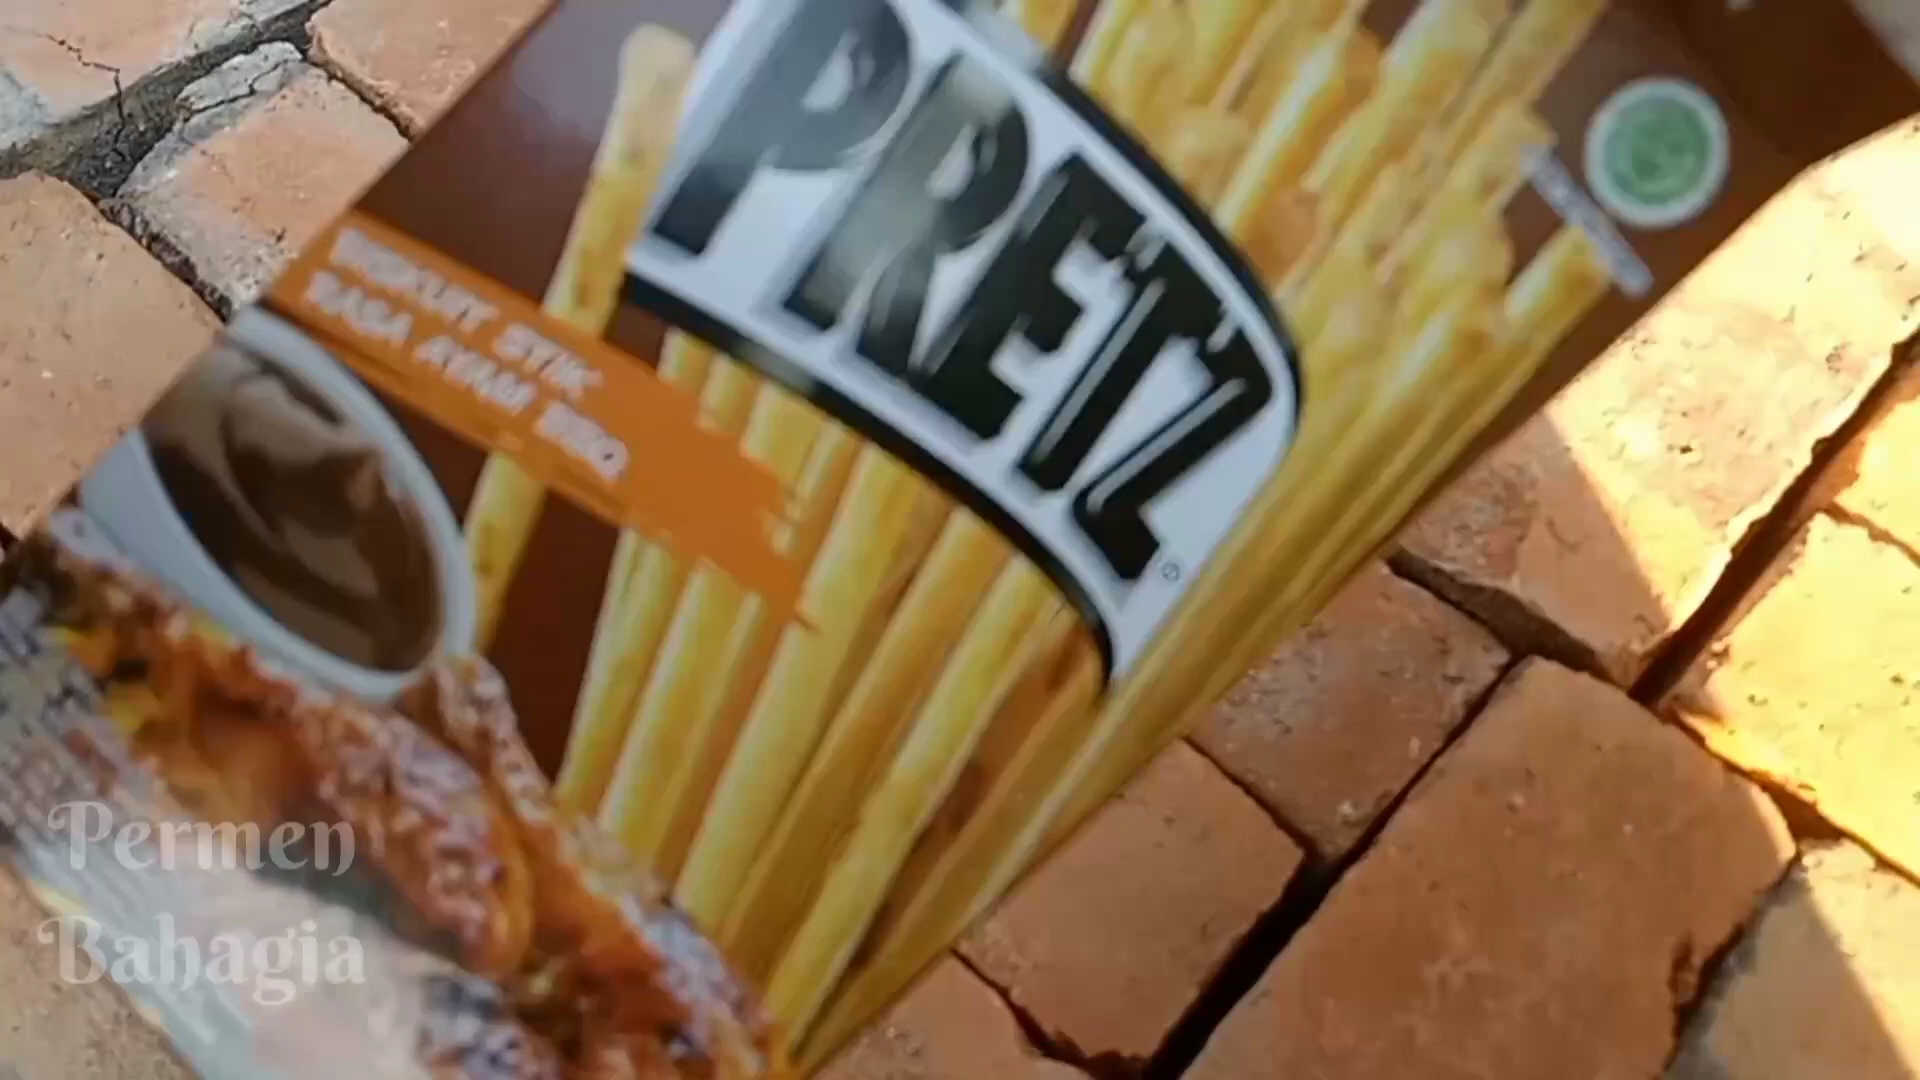 PRETZ
®
BISKUIT STIK
RASA AYAM BBQ
Permen
Bahagia